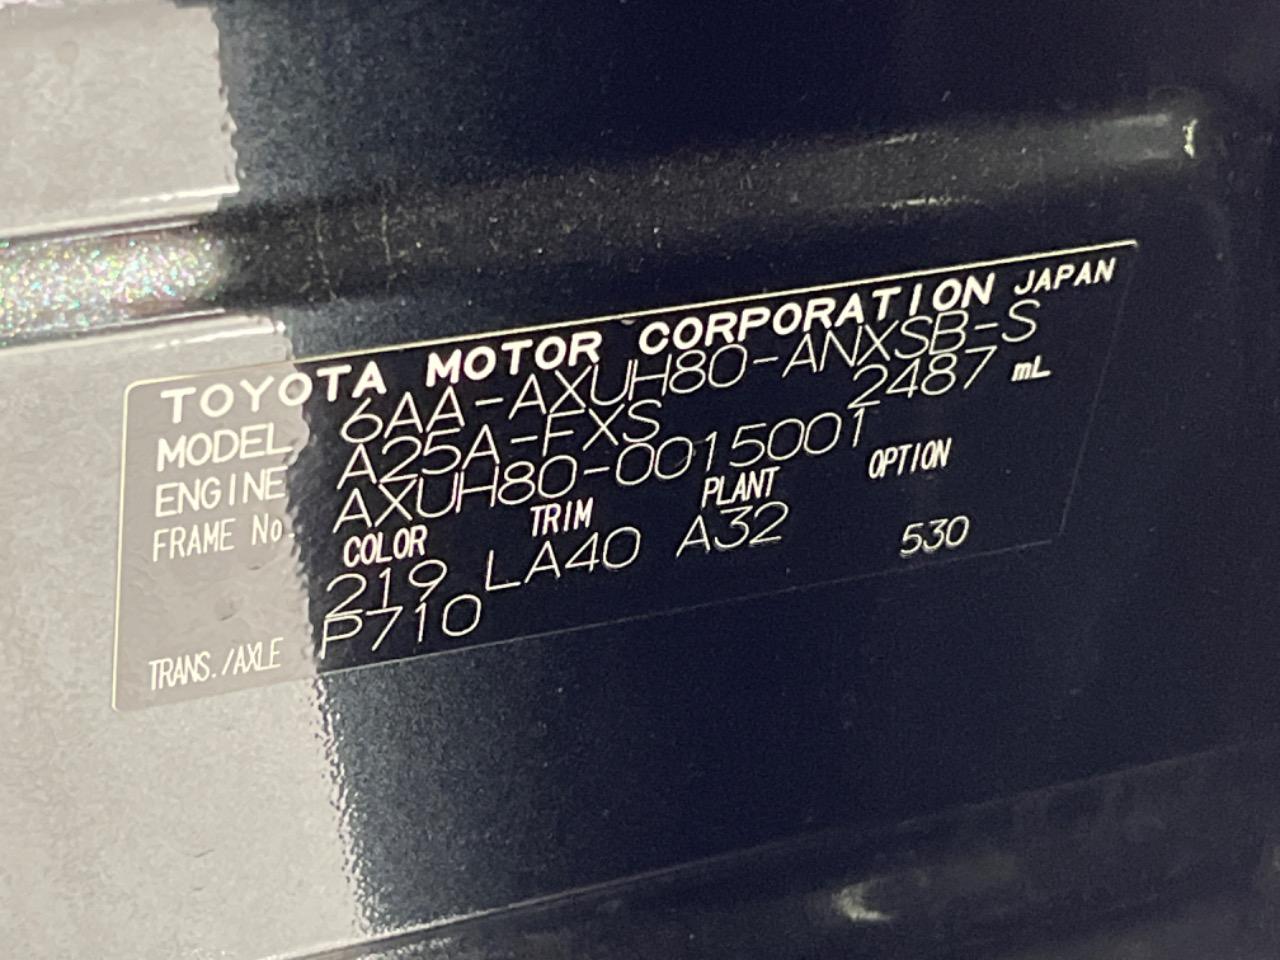 TOYOTA MOTOR CORPORATION JAPAN
MODEL 6AA-AXUH80-ANXSB-S
ENGINE A25A-FXS 2487 mL
FRAME No. AXUH80-0015001
COLOR TRIM PLANT OPTION
219 LA40 A32 530
TRANS./AXLE P710